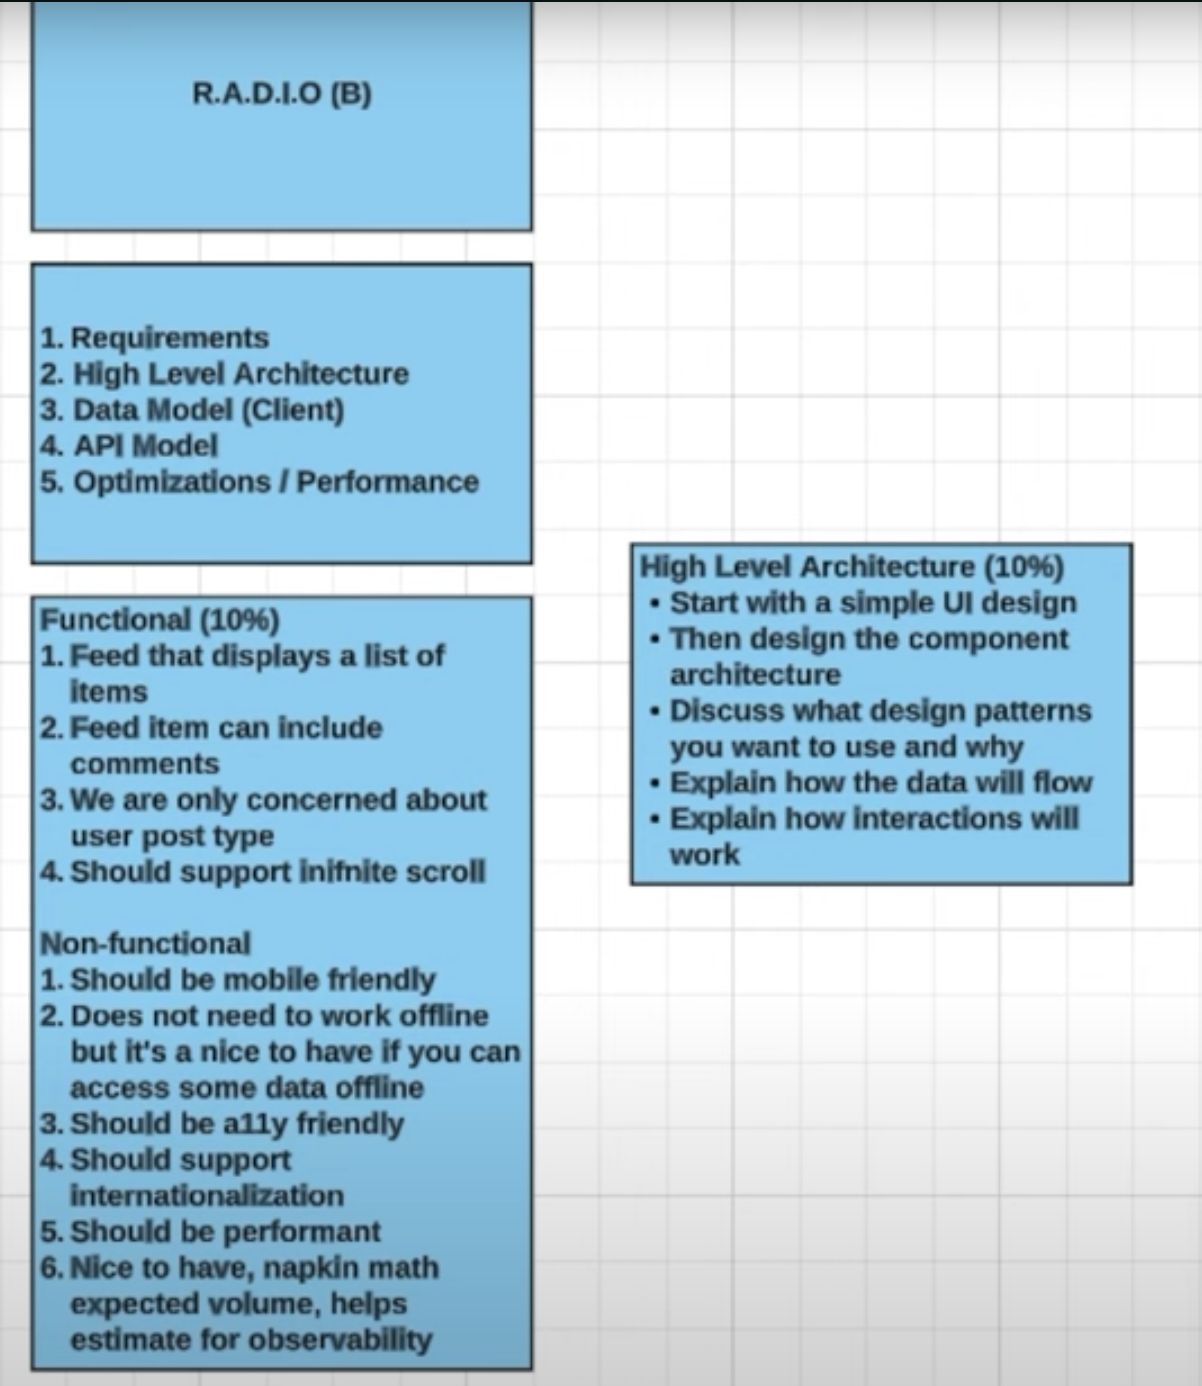 R.A.D.I.O (B)
1. Requirements
2. High Level Architecture
3. Data Model (Client)
4. API Model
5. Optimizations / Performance
Functional (10%)
1. Feed that displays a list of
items
2. Feed item can include
comments
3. We are only concerned about
user post type
4. Should support inifnite scroll
Non-functional
1. Should be mobile friendly
2. Does not need to work offline
but it's a nice to have if you can
access some data offline
3. Should be a11y friendly
4. Should support
internationalization
5. Should be performant
6. Nice to have, napkin math
expected volume, helps
estimate for observability
High Level Architecture (10%)
• Start with a simple UI design
• Then design the component
architecture
• Discuss what design patterns
you want to use and why
• Explain how the data will flow
• Explain how interactions will
work